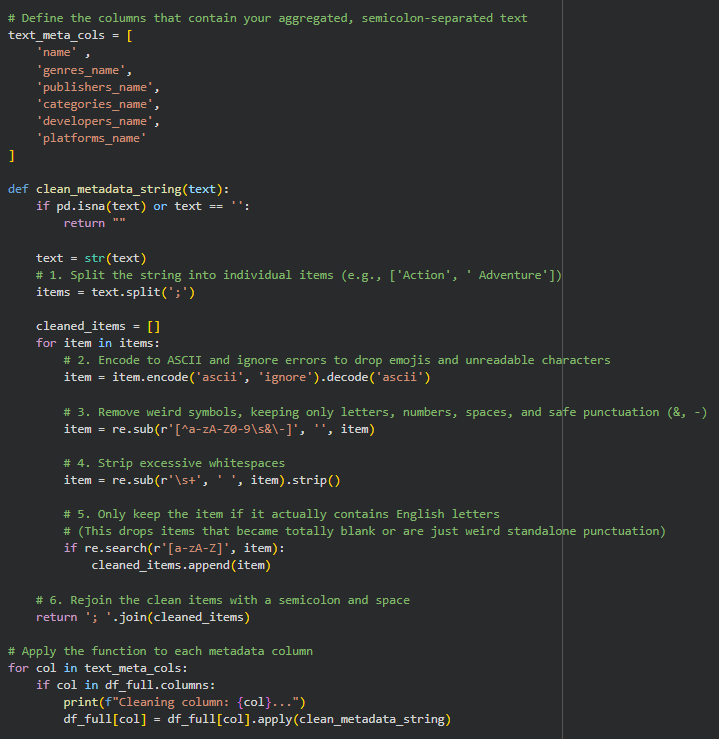 # Define the columns that contain your aggregated, semicolon-separated text
text_meta_cols = [
    'name' ,
    'genres_name',
    'publishers_name',
    'categories_name',
    'developers_name',
    'platforms_name'
]
def clean_metadata_string(text):
    if pd.isna(text) or text == '':
        return ""
    text = str(text)
    # 1. Split the string into individual items (e.g., ['Action', ' Adventure'])
    items = text.split(';')
    cleaned_items = []
    for item in items:
        # 2. Encode to ASCII and ignore errors to drop emojis and unreadable characters
        item = item.encode('ascii', 'ignore').decode('ascii')
        # 3. Remove weird symbols, keeping only letters, numbers, spaces, and safe punctuation (&, -)
        item = re.sub(r'[^a-zA-Z0-9\s&\-]', '', item)
        # 4. Strip excessive whitespaces
        item = re.sub(r'\s+', ' ', item).strip()
        # 5. Only keep the item if it actually contains English letters
        # (This drops items that became totally blank or are just weird standalone punctuation)
        if re.search(r'[a-zA-Z]', item):
            cleaned_items.append(item)
    # 6. Rejoin the clean items with a semicolon and space
    return '; '.join(cleaned_items)
# Apply the function to each metadata column
for col in text_meta_cols:
    if col in df_full.columns:
        print(f"Cleaning column: {col}...")
        df_full[col] = df_full[col].apply(clean_metadata_string)